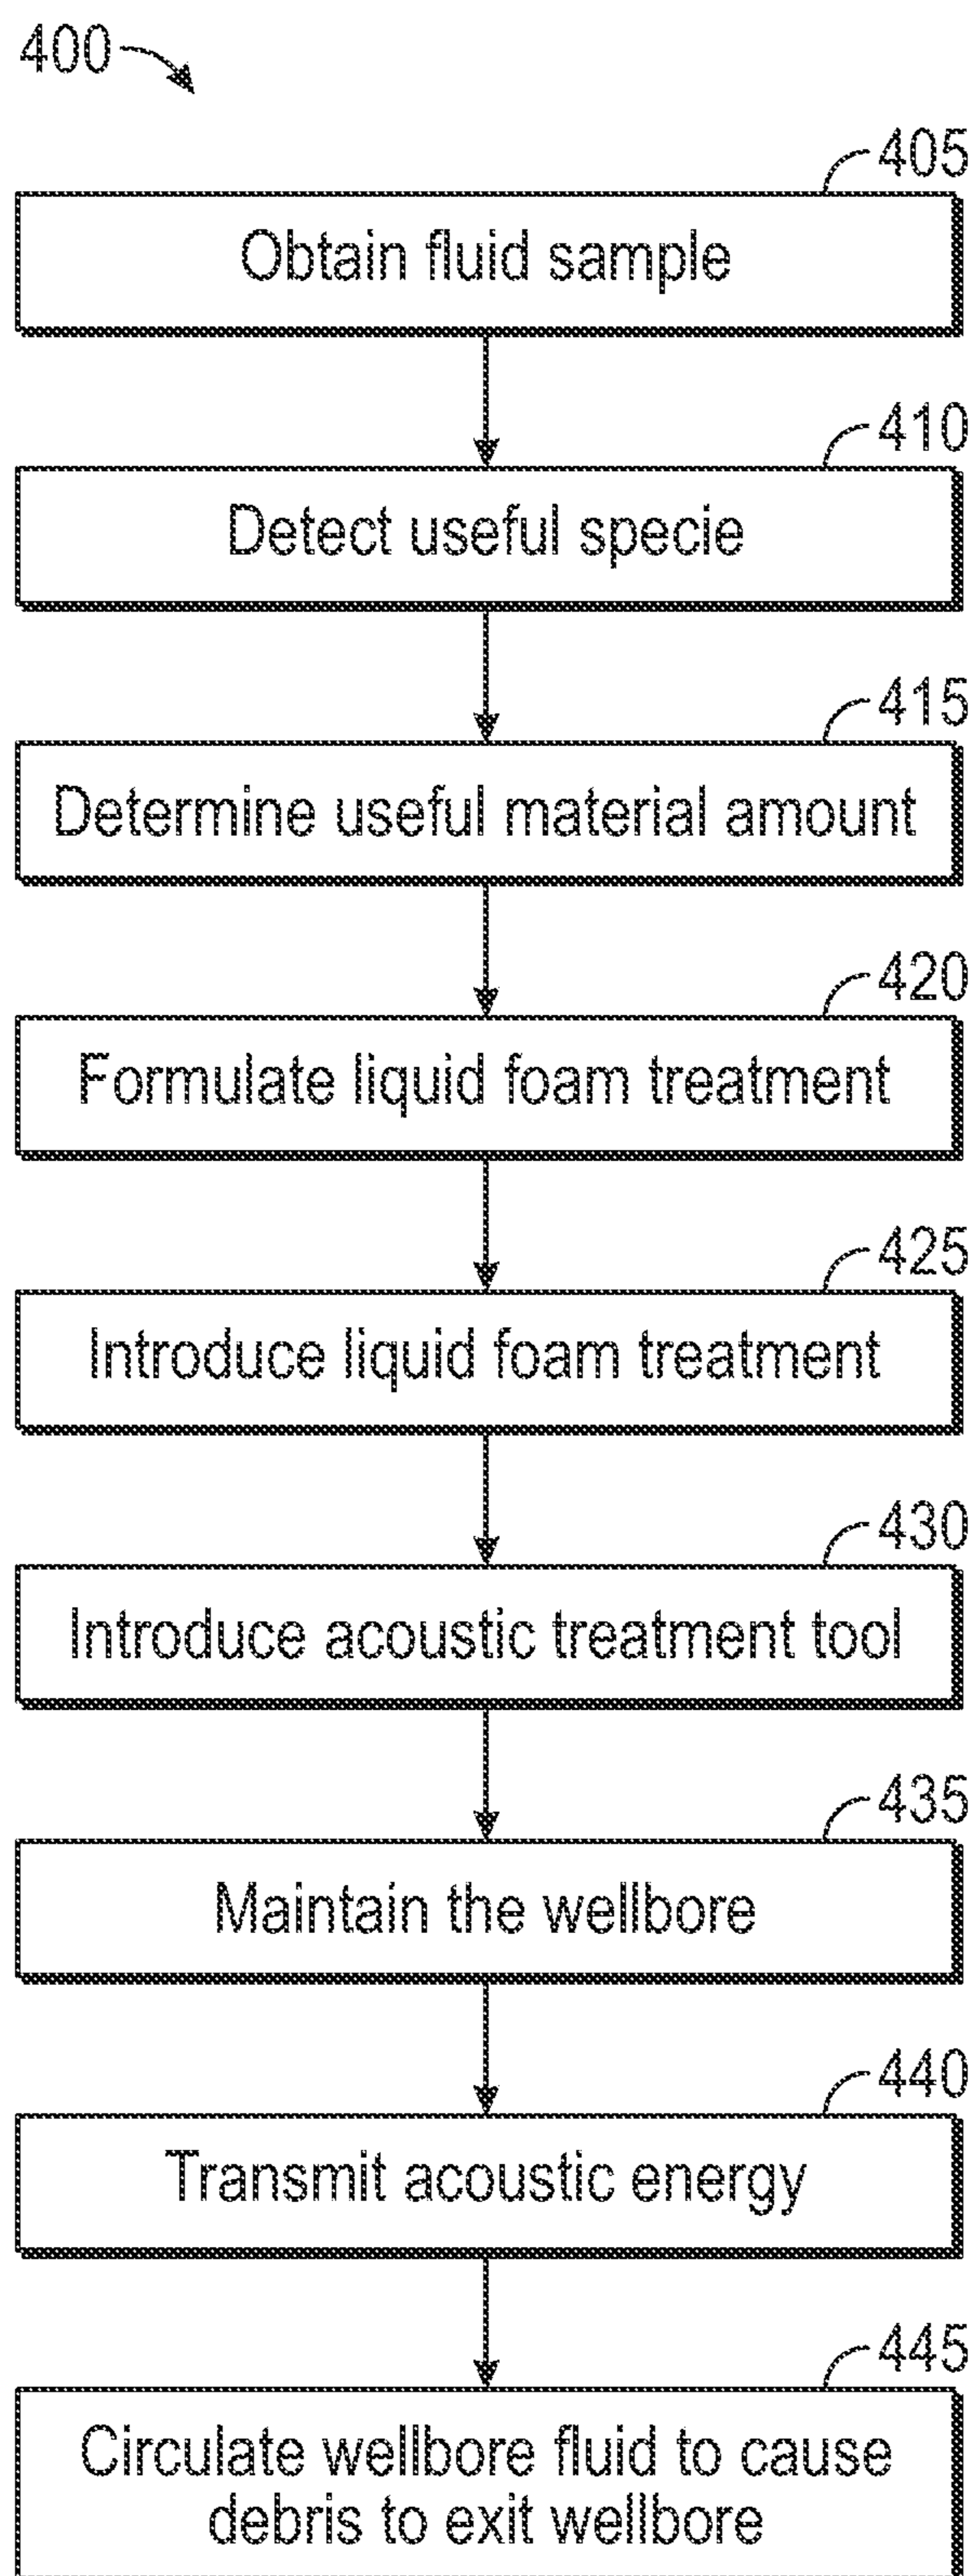 400
405
Obtain fluid sample
410
Detect useful specie
415
Determine useful material amount
420
Formulate liquid foam treatment
425
Introduce liquid foam treatment
430
Introduce acoustic treatment tool
435
Maintain the wellbore
440
Transmit acoustic energy
445
Circulate wellbore fluid to cause
debris to exit wellbore